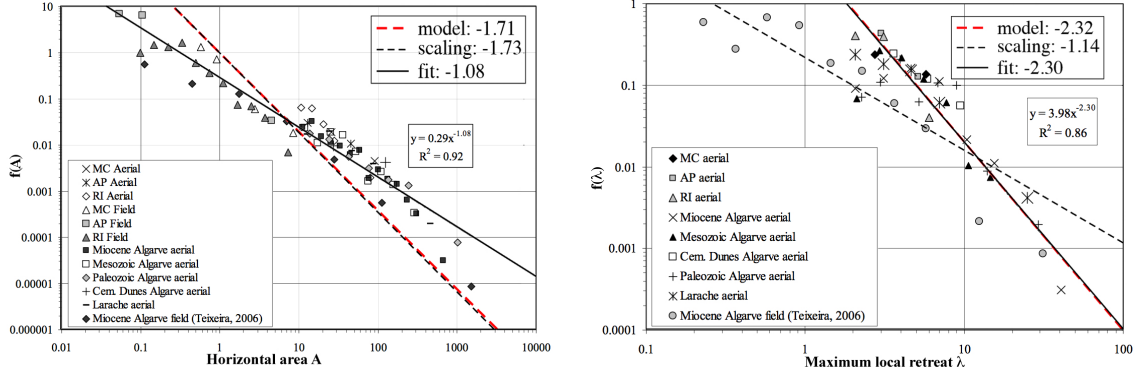 10
1
0.1
0.01
0.001
0.0001
0.00001
0.000001
f(A)
model: -1.71
scaling: -1.73
fit: -1.08
y = 0.29x^-1.08
R² = 0.92
MC Aerial
AP Aerial
RI Aerial
MC Field
AP Field
RI Field
Miocene Algarve aerial
Mesozoic Algarve aerial
Paleozoic Algarve aerial
Cem. Dunes Algarve aerial
Larache aerial
Miocene Algarve field (Teixeira, 2006)
0.01 0.1 1 10 100 1000 10000
Horizontal area A
1
0.1
0.01
0.001
0.0001
f(λ)
model: -2.32
scaling: -1.14
fit: -2.30
y = 3.98x^-2.30
R² = 0.86
MC aerial
AP aerial
RI aerial
Miocene Algarve aerial
Mesozoic Algarve aerial
Cem. Dunes Algarve aerial
Paleozoic Algarve aerial
Larache aerial
Miocene Algarve field (Teixeira, 2006)
0.1 1 10 100
Maximum local retreat λ